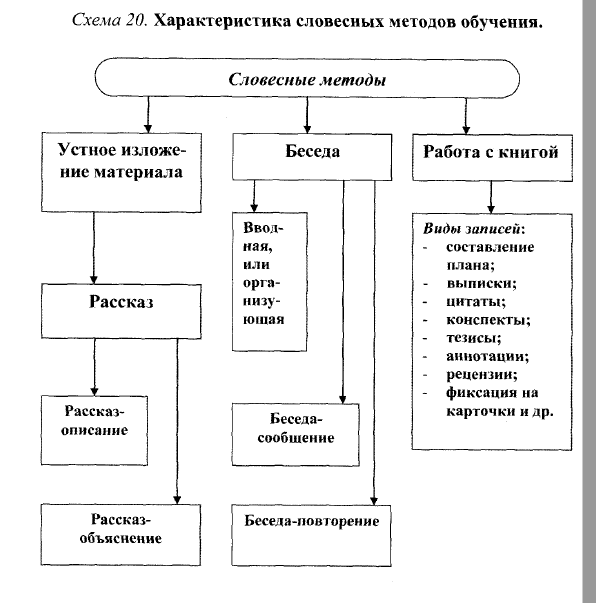 Схема 20. Характеристика словесных методов обучения.
Словесные методы
Устное изложе-
ние материала
Рассказ
Рассказ-
описание
Рассказ-
объяснение
Беседа
Ввод-
ная,
или
орга-
низу-
ющая
Беседа-
сообщение
Беседа-повторение
Работа с книгой
Виды записей:
- составление
плана;
- выписки;
- цитаты;
- конспекты;
- тезисы;
- аннотации;
- рецензии;
- фиксация на
карточки и др.